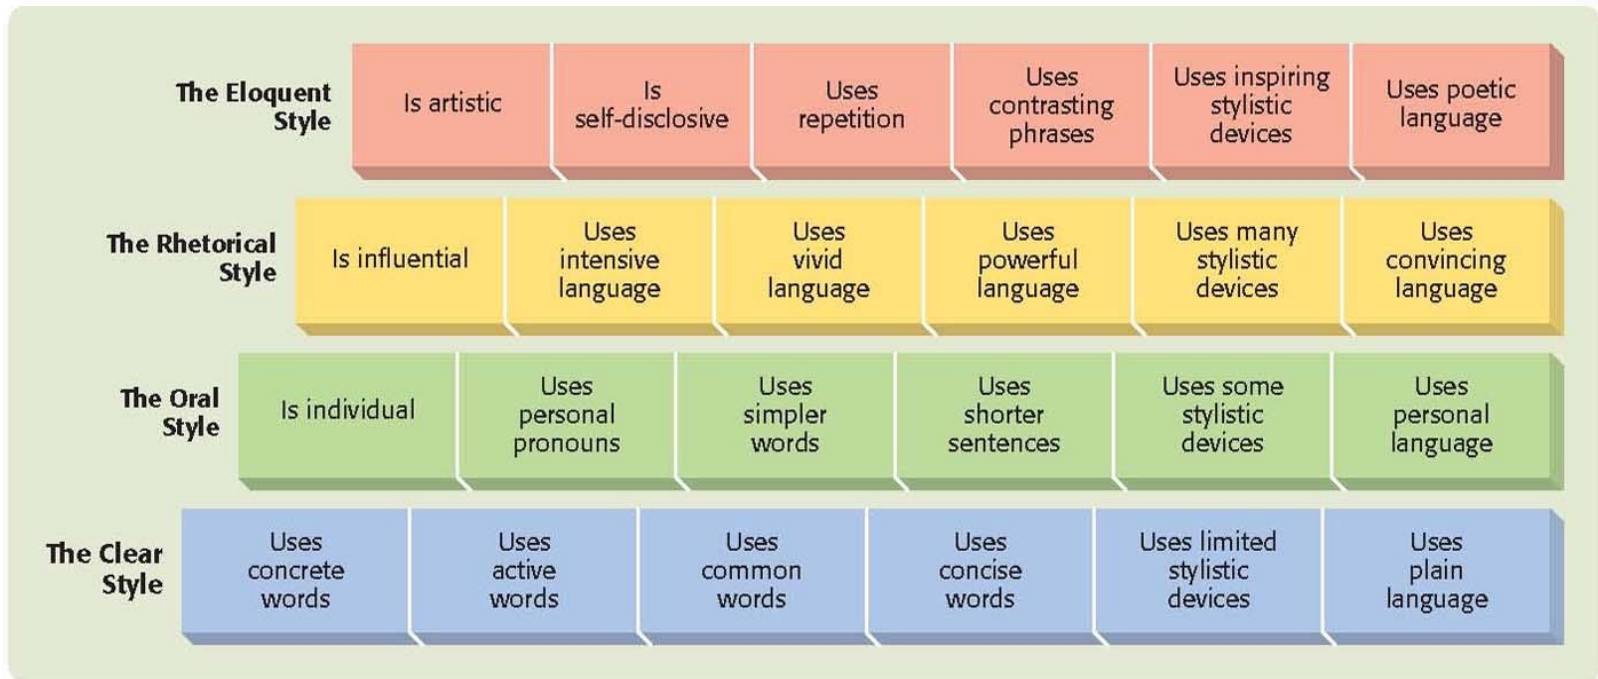 The Eloquent
Style
Is artistic
Is
self-disclosive
Uses
repetition
Uses
contrasting
phrases
Uses inspiring
stylistic
devices
Uses poetic
language
The Rhetorical
Style
Is influential
Uses
intensive
language
Uses
vivid
language
Uses
powerful
language
Uses many
stylistic
devices
Uses
convincing
language
The Oral
Style
Is individual
Uses
personal
pronouns
Uses
simpler
words
Uses
shorter
sentences
Uses some
stylistic
devices
Uses
personal
language
The Clear
Style
Uses
concrete
words
Uses
active
words
Uses
common
words
Uses
concise
words
Uses limited
stylistic
devices
Uses
plain
language